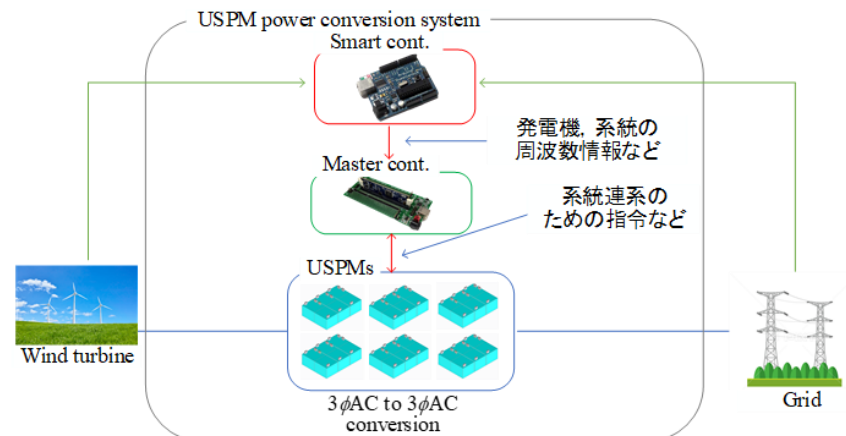 USPM power conversion system
Smart cont.
発電機, 系統の
周波数情報など
Master cont.
系統連系の
ための指令など
USPMs
Wind turbine
Grid
3ϕAC to 3ϕAC
conversion